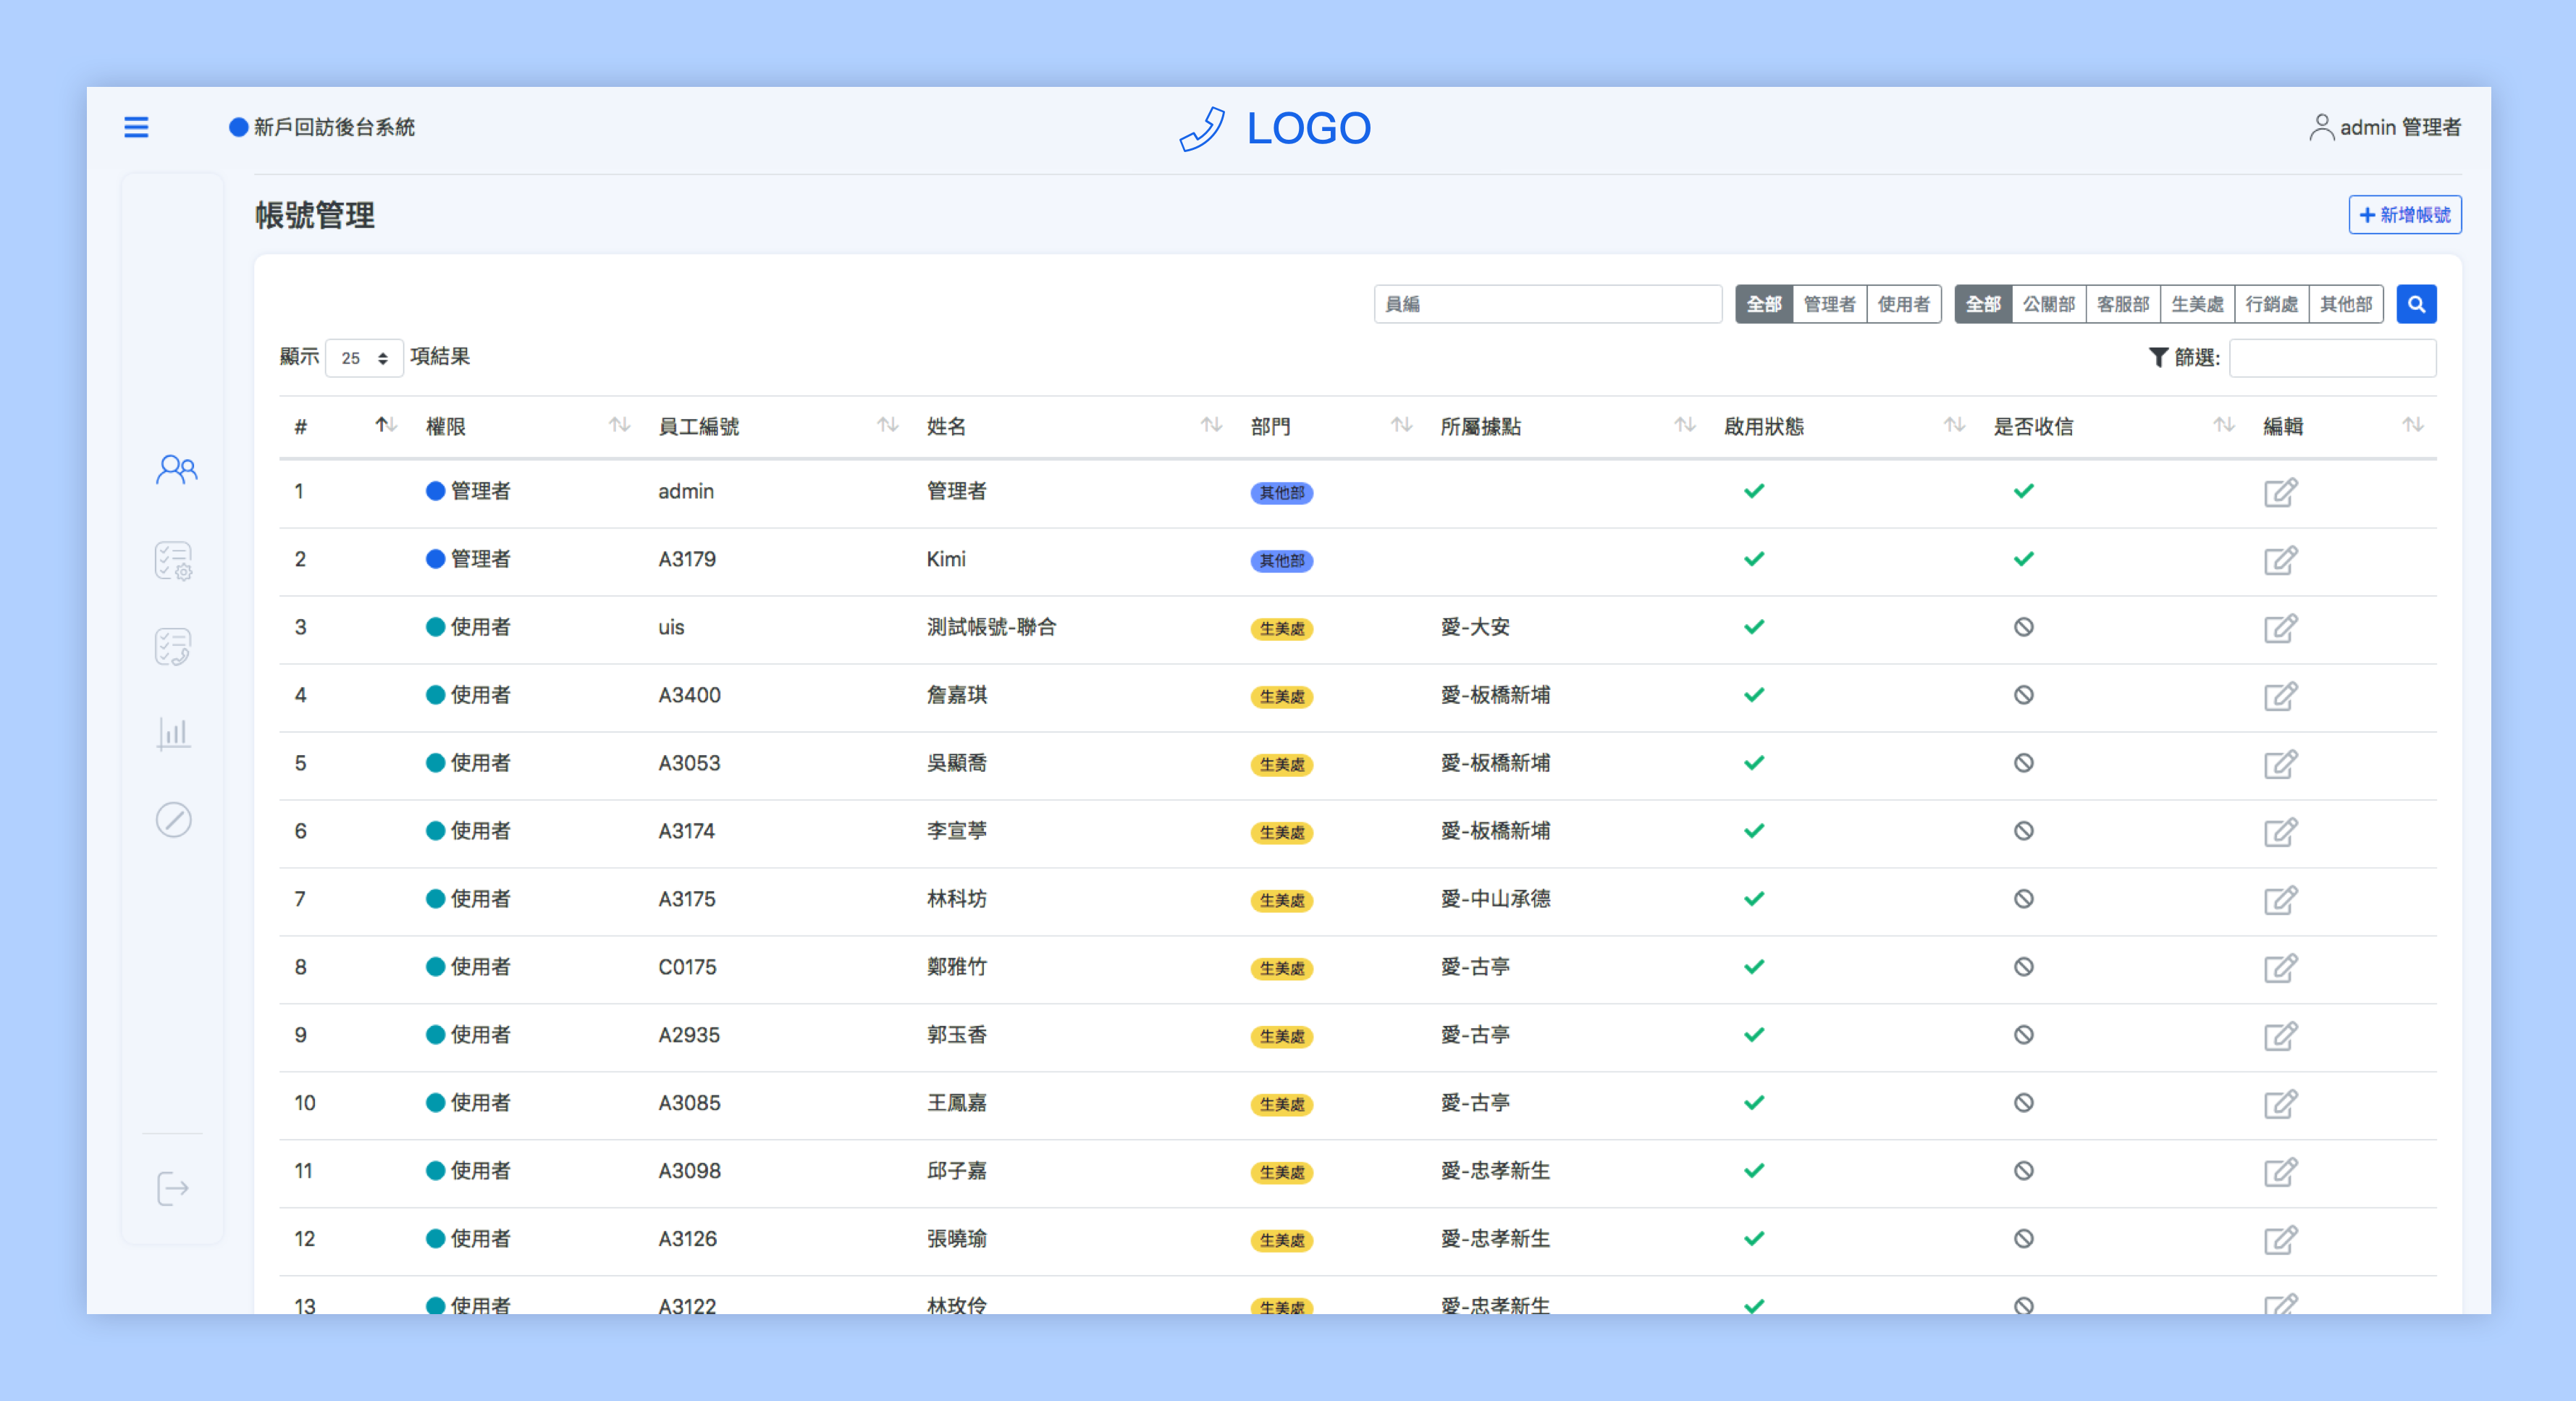 新戶回訪後台系統 LOGO admin 管理者
帳號管理 新增帳號
員編 全部 管理者 使用者 全部 公關部 客服部 生美處 行銷處 其他部
顯示 25 項結果 篩選:
# 權限 員工編號 姓名 部門 所屬據點 啟用狀態 是否收信 編輯
1 管理者 admin 管理者 其他部
2 管理者 A3179 Kimi 其他部
3 使用者 uis 測試帳號-聯合 生美處 愛-大安
4 使用者 A3400 詹嘉琪 生美處 愛-板橋新埔
5 使用者 A3053 吳顯喬 生美處 愛-板橋新埔
6 使用者 A3174 李宣葶 生美處 愛-板橋新埔
7 使用者 A3175 林科坊 生美處 愛-中山承德
8 使用者 C0175 鄭雅竹 生美處 愛-古亭
9 使用者 A2935 郭玉香 生美處 愛-古亭
10 使用者 A3085 王鳳嘉 生美處 愛-古亭
11 使用者 A3098 邱子嘉 生美處 愛-忠孝新生
12 使用者 A3126 張曉瑜 生美處 愛-忠孝新生
13 使用者 A3122 林玫伶 生美處 愛-忠孝新生